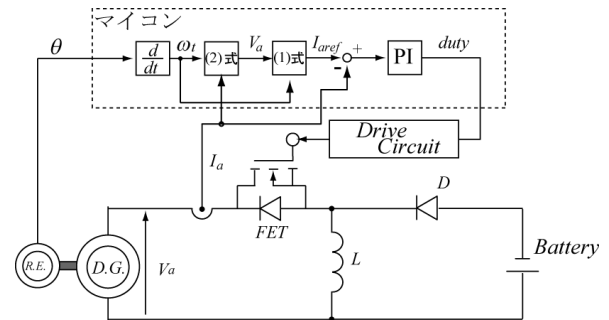 マイコン
θ
d
dt
ωt
(2)式
Va
(1)式
Iaref
+
-
PI
duty
Drive
Circuit
Ia
D
FET
Battery
L
R.E.
D.G.
Va